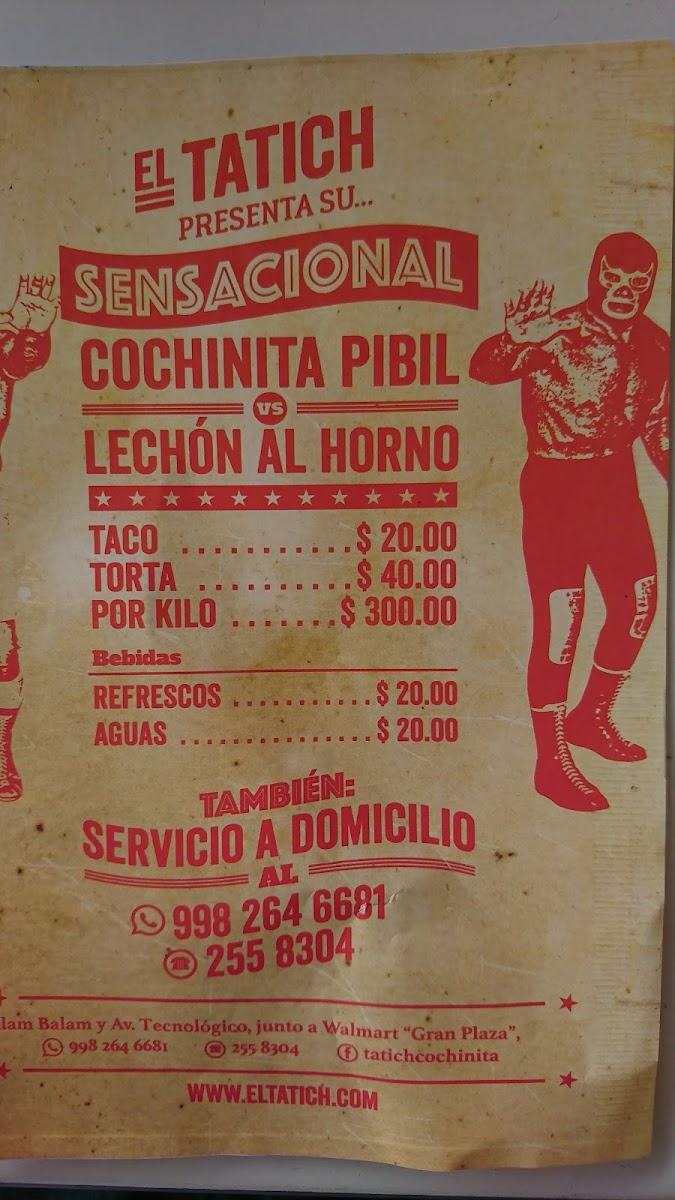 EL TATICH
PRESENTA SU...
SENSACIONAL
COCHINITA PIBIL
VS
LECHÓN AL HORNO
TACO ........... $ 20.00
TORTA .......... $ 40.00
POR KILO ....... $ 300.00
Bebidas
REFRESCOS ........... $ 20.00
AGUAS ............... $ 20.00
TAMBIÉN:
SERVICIO A DOMICILIO
AL
998 264 6681
255 8304
Balam y Av. Tecnológico, junto a Walmart "Gran Plaza",
998 264 6681 255 8304 tatichcochinita
WWW.ELTATICH.COM